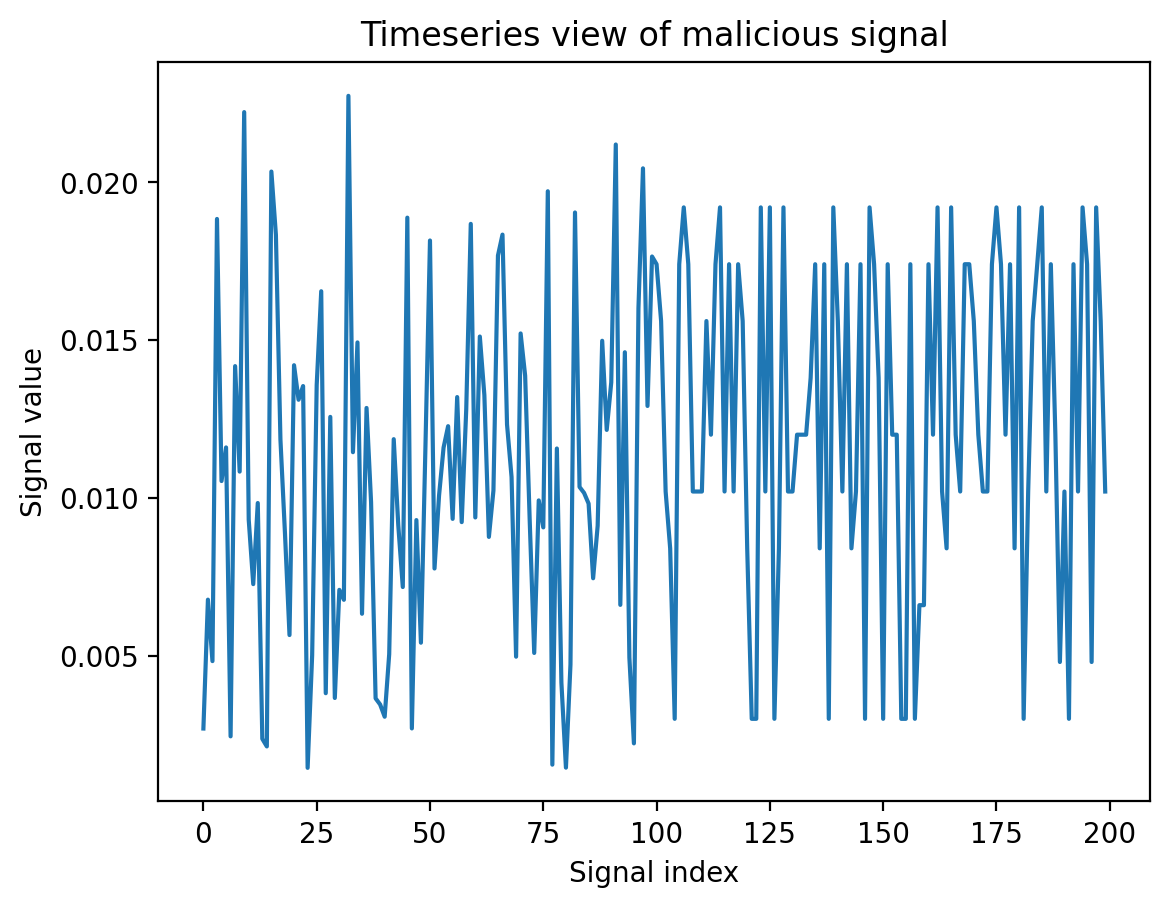 Timeseries view of malicious signal
Signal value
0.020
0.015
0.010
0.005
0 25 50 75 100 125 150 175 200
Signal index